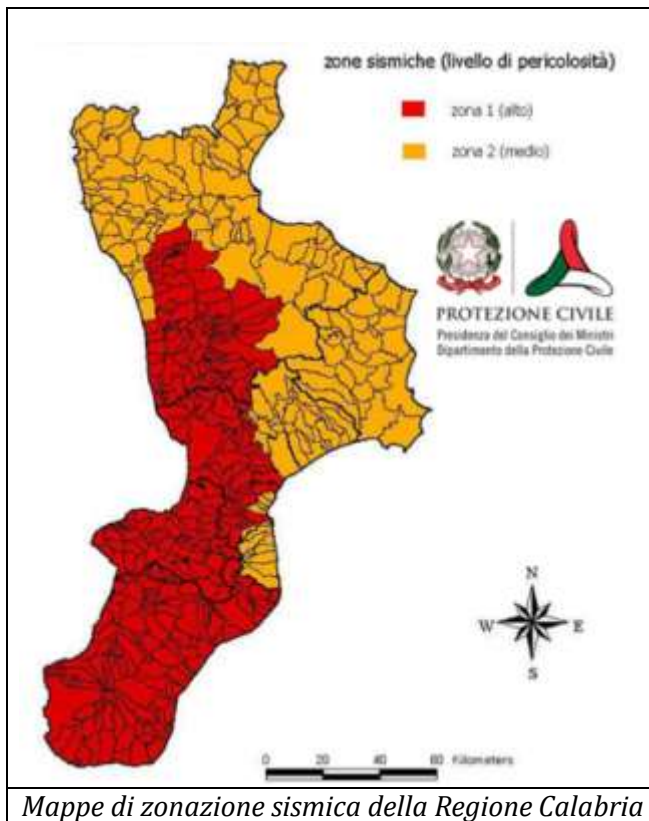 zone sismiche (livello di pericolosità)
zona 1 (alto)
zona 2 (medio)
PROTEZIONE CIVILE
Presidenza del Consiglio dei Ministri
Dipartimento della Protezione Civile
N
W E
S
0 20 40 60 Kilometers
Mappe di zonazione sismica della Regione Calabria